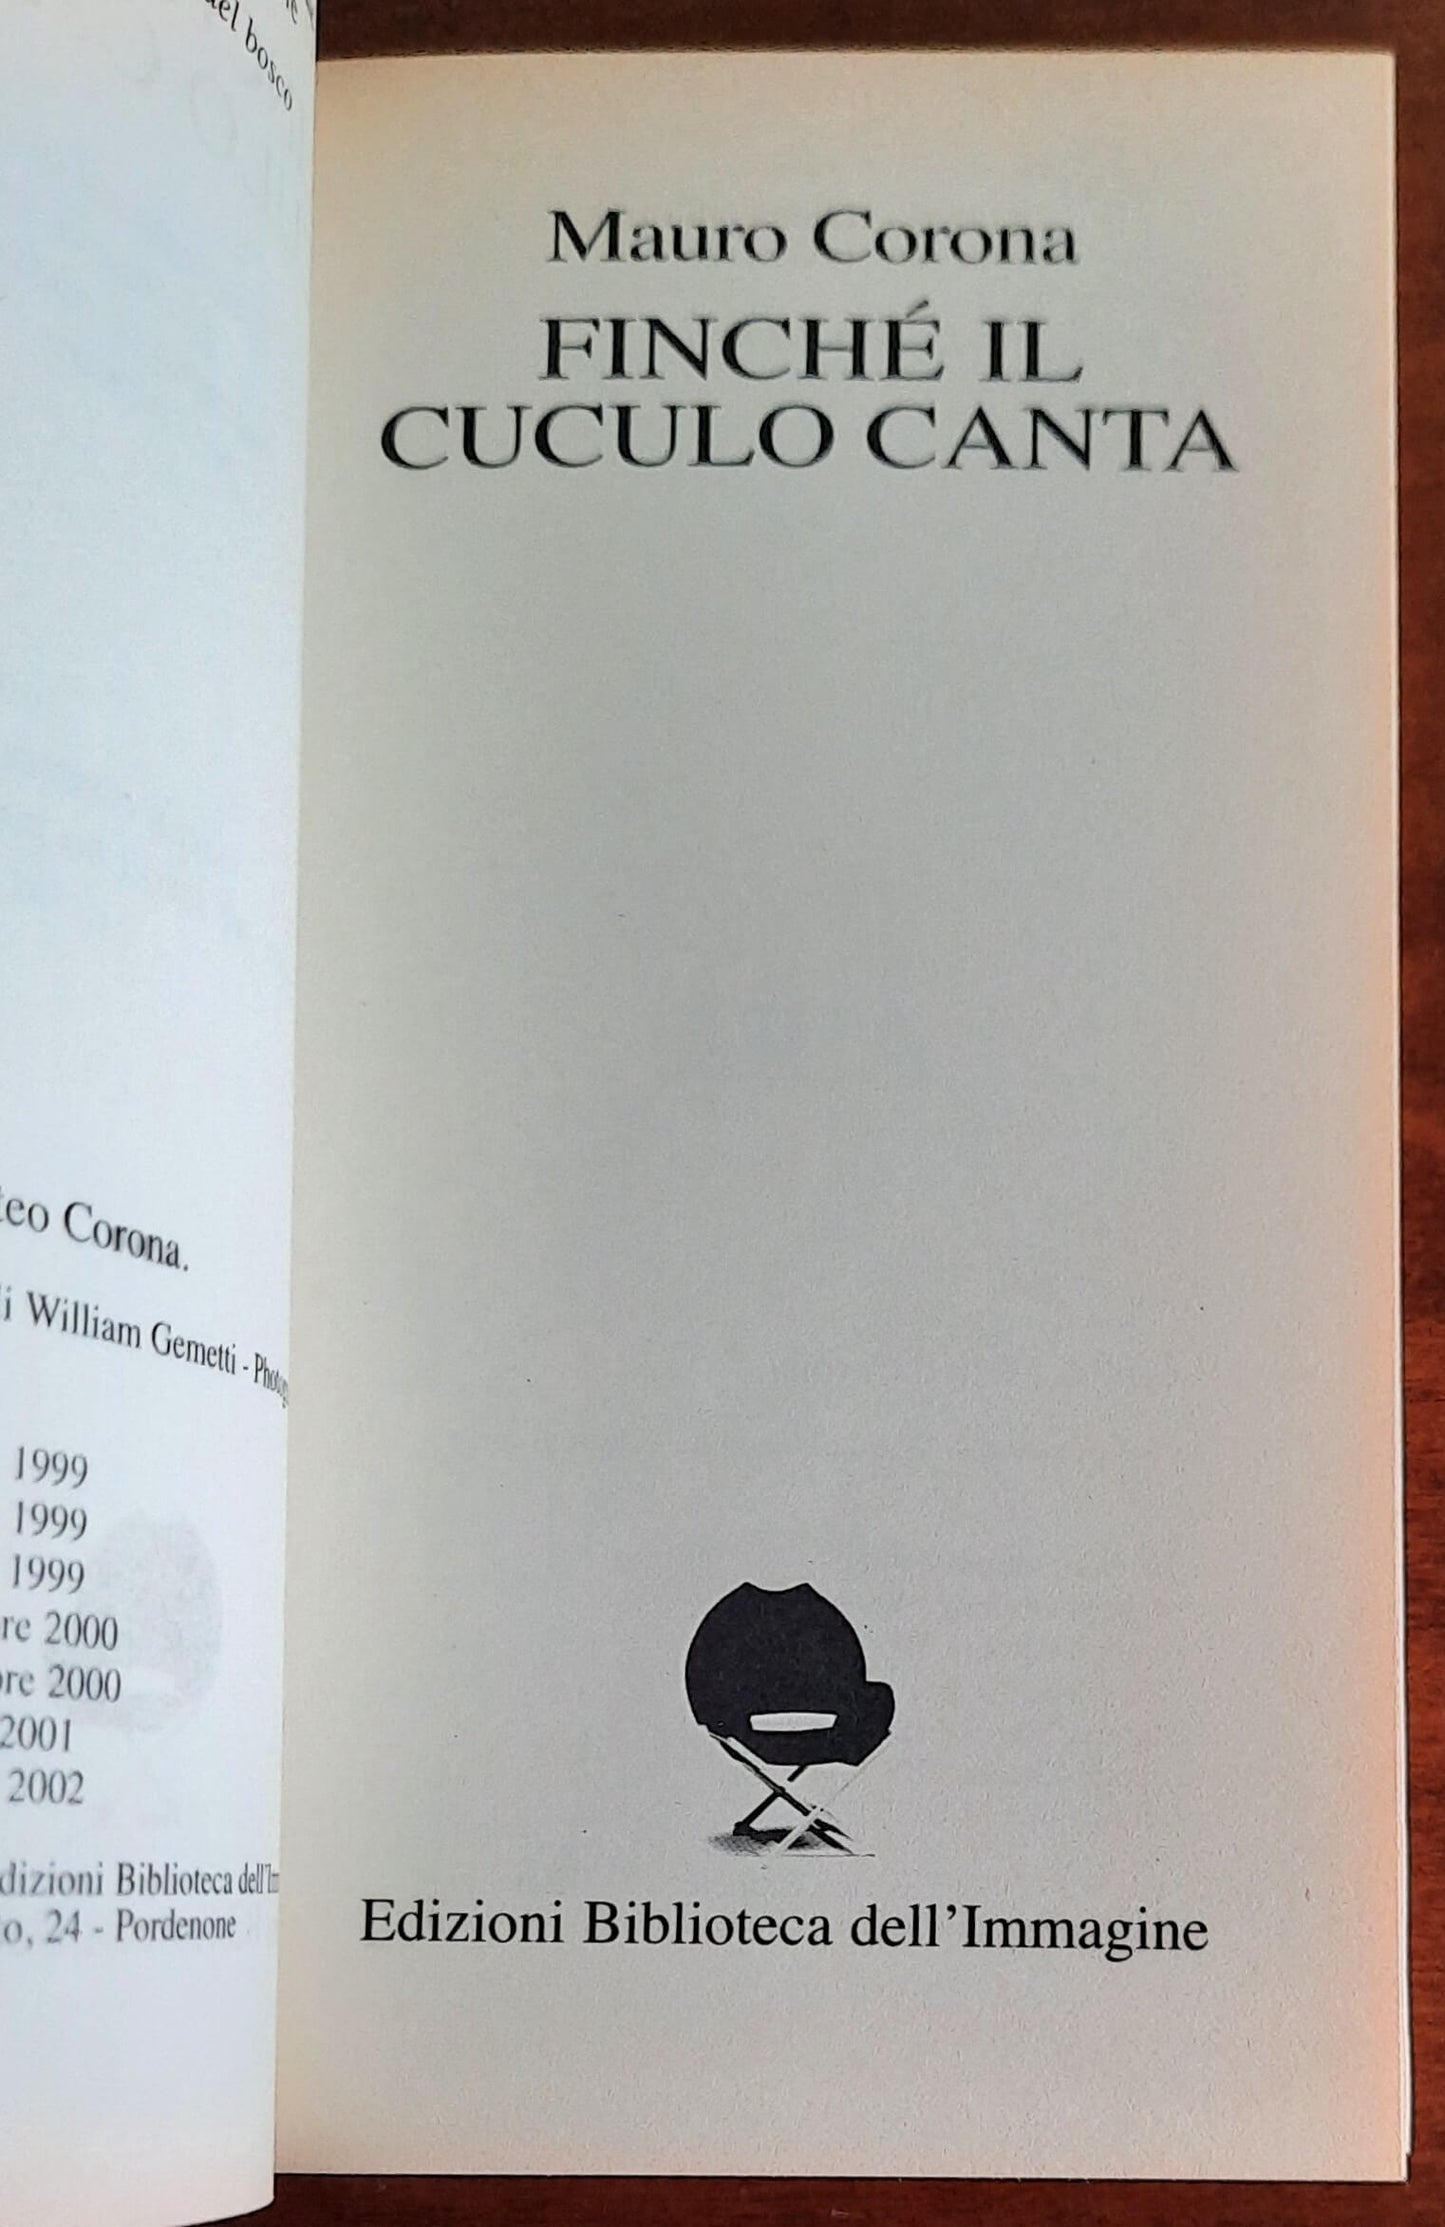 del bosco
teo Corona.
i William Gemetti -
1999
1999
1999
re 2000
bre 2000
2001
2002
dizioni Biblioteca
o, 24 - Pordenone
Mauro Corona
FINCHÉ IL
CUCULO CANTA
Edizioni Biblioteca dell’Immagine